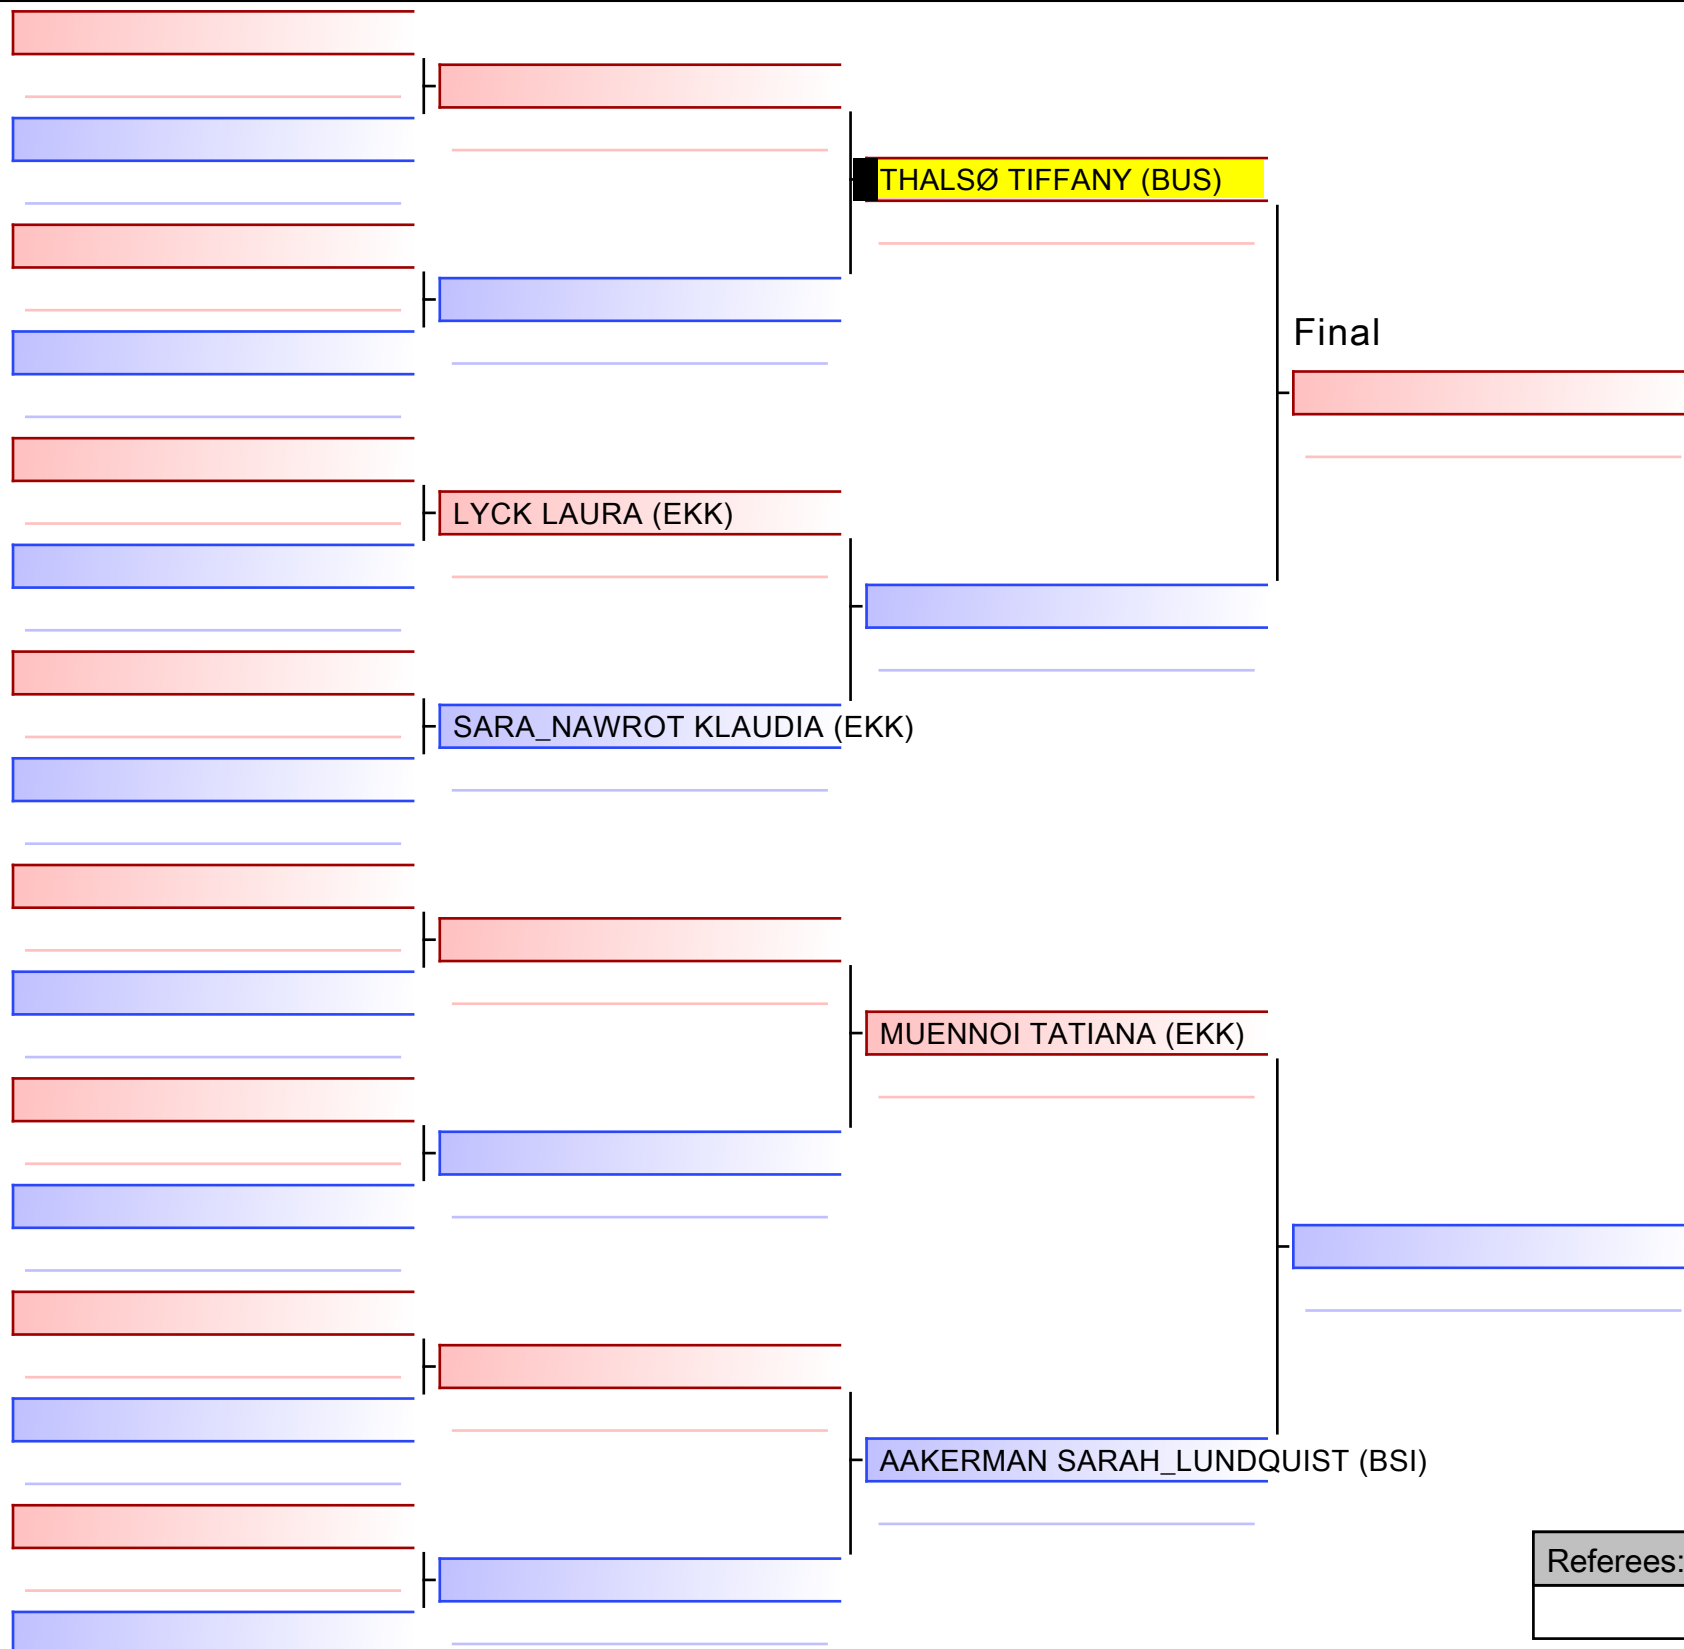 THALSØ TIFFANY (BUS)
Final
LYCK LAURA (EKK)
SARA_NAWROT KLAUDIA (EKK)
MUENNOI TATIANA (EKK)
AAKERMAN SARAH_LUNDQUIST (BSI)
Referees: